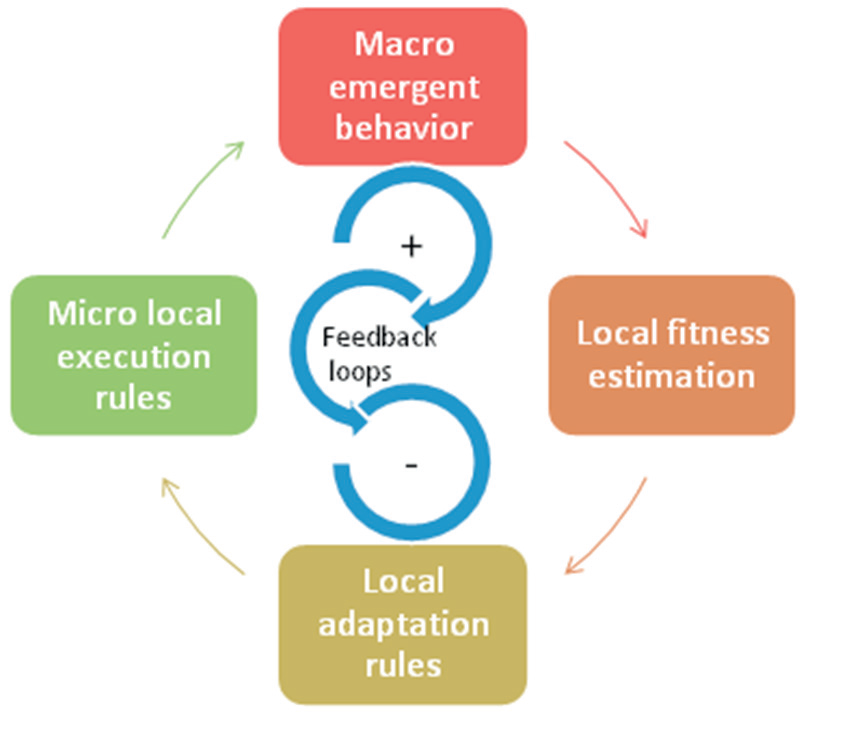 Macro
emergent
behavior
+
Micro local
execution
rules
Feedback
loops
Local fitness
estimation
-
Local
adaptation
rules